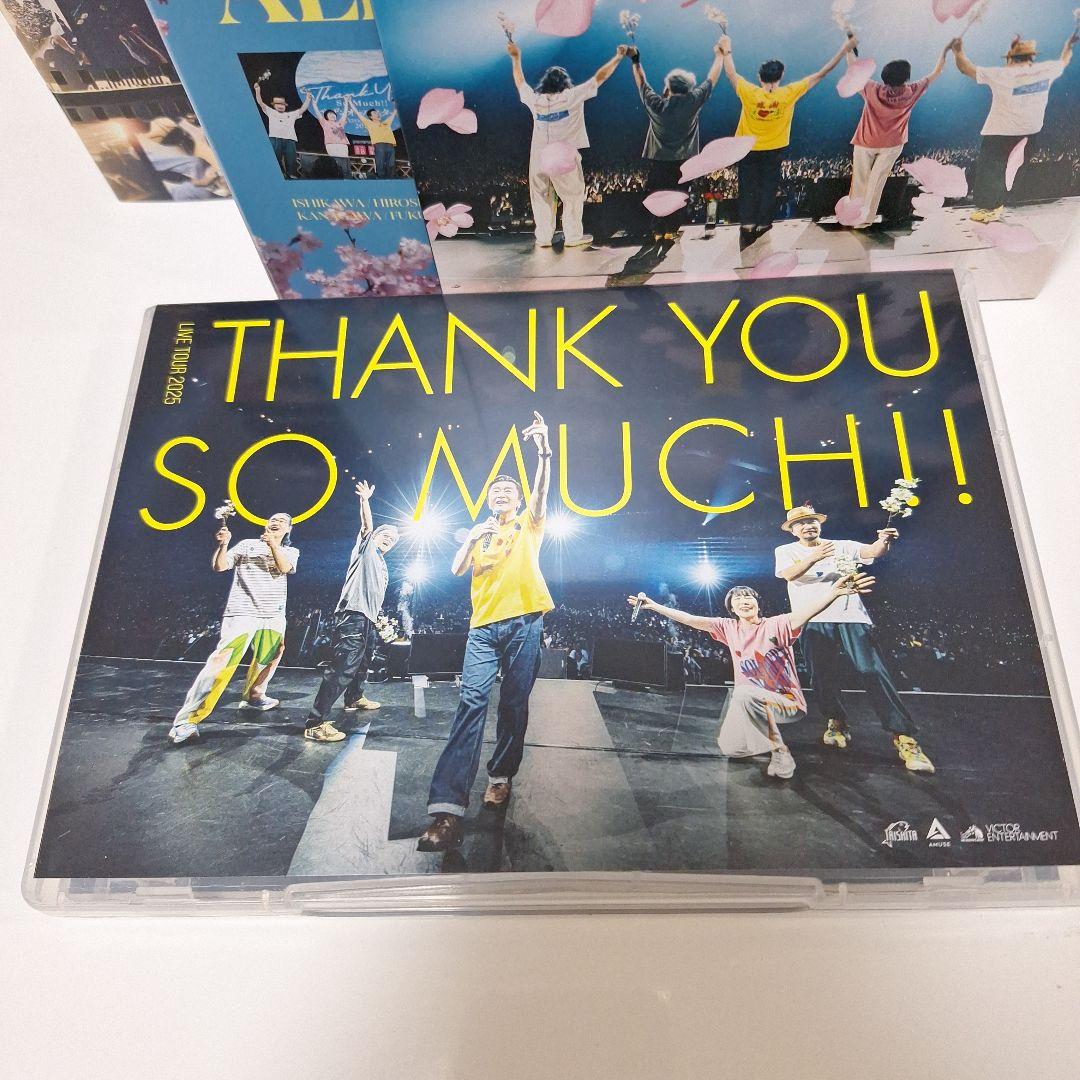 Thank You
So Much!!
ISHIKAWA / HIROS
KAN
WA / FUKU
LIVE TOUR 2025
THANK YOU
SO MUCH!!
AMUSE
VICTOR
ENTERTAINMENT